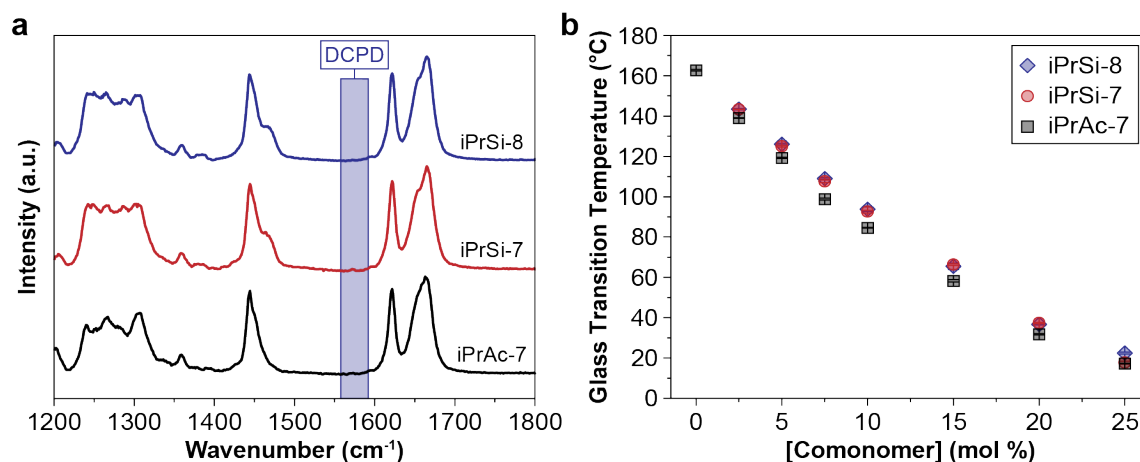 a
DCPD
iPrSi-8
iPrSi-7
iPrAc-7
Intensity (a.u.)
1200 1300 1400 1500 1600 1700 1800
Wavenumber (cm⁻¹)
b
180
160
140
120
100
80
60
40
20
0
Glass Transition Temperature (°C)
iPrSi-8
iPrSi-7
iPrAc-7
0 5 10 15 20 25
[Comonomer] (mol %)